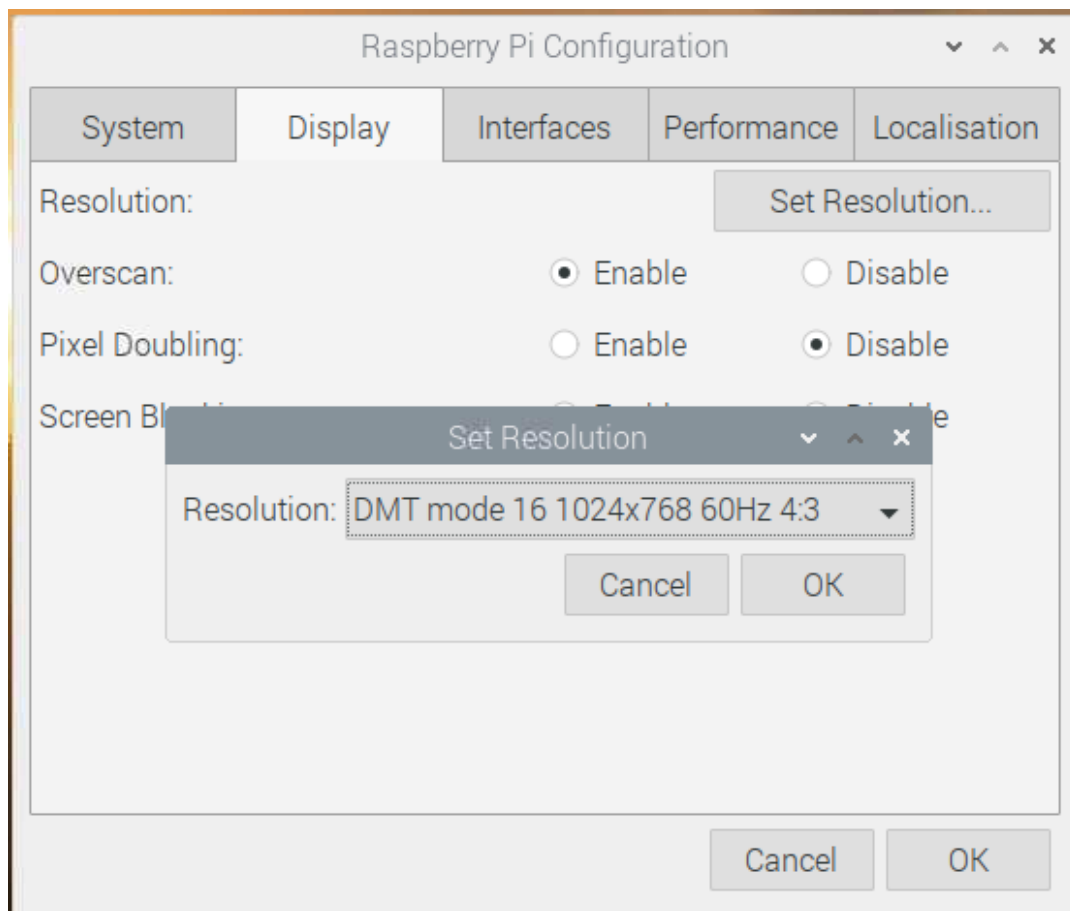 Raspberry Pi Configuration
System Display Interfaces Performance Localisation
Resolution: Set Resolution...
Overscan: Enable Disable
Pixel Doubling: Enable Disable
Screen
Set Resolution
Resolution: DMT mode 16 1024x768 60Hz 4:3
Cancel OK
Cancel OK